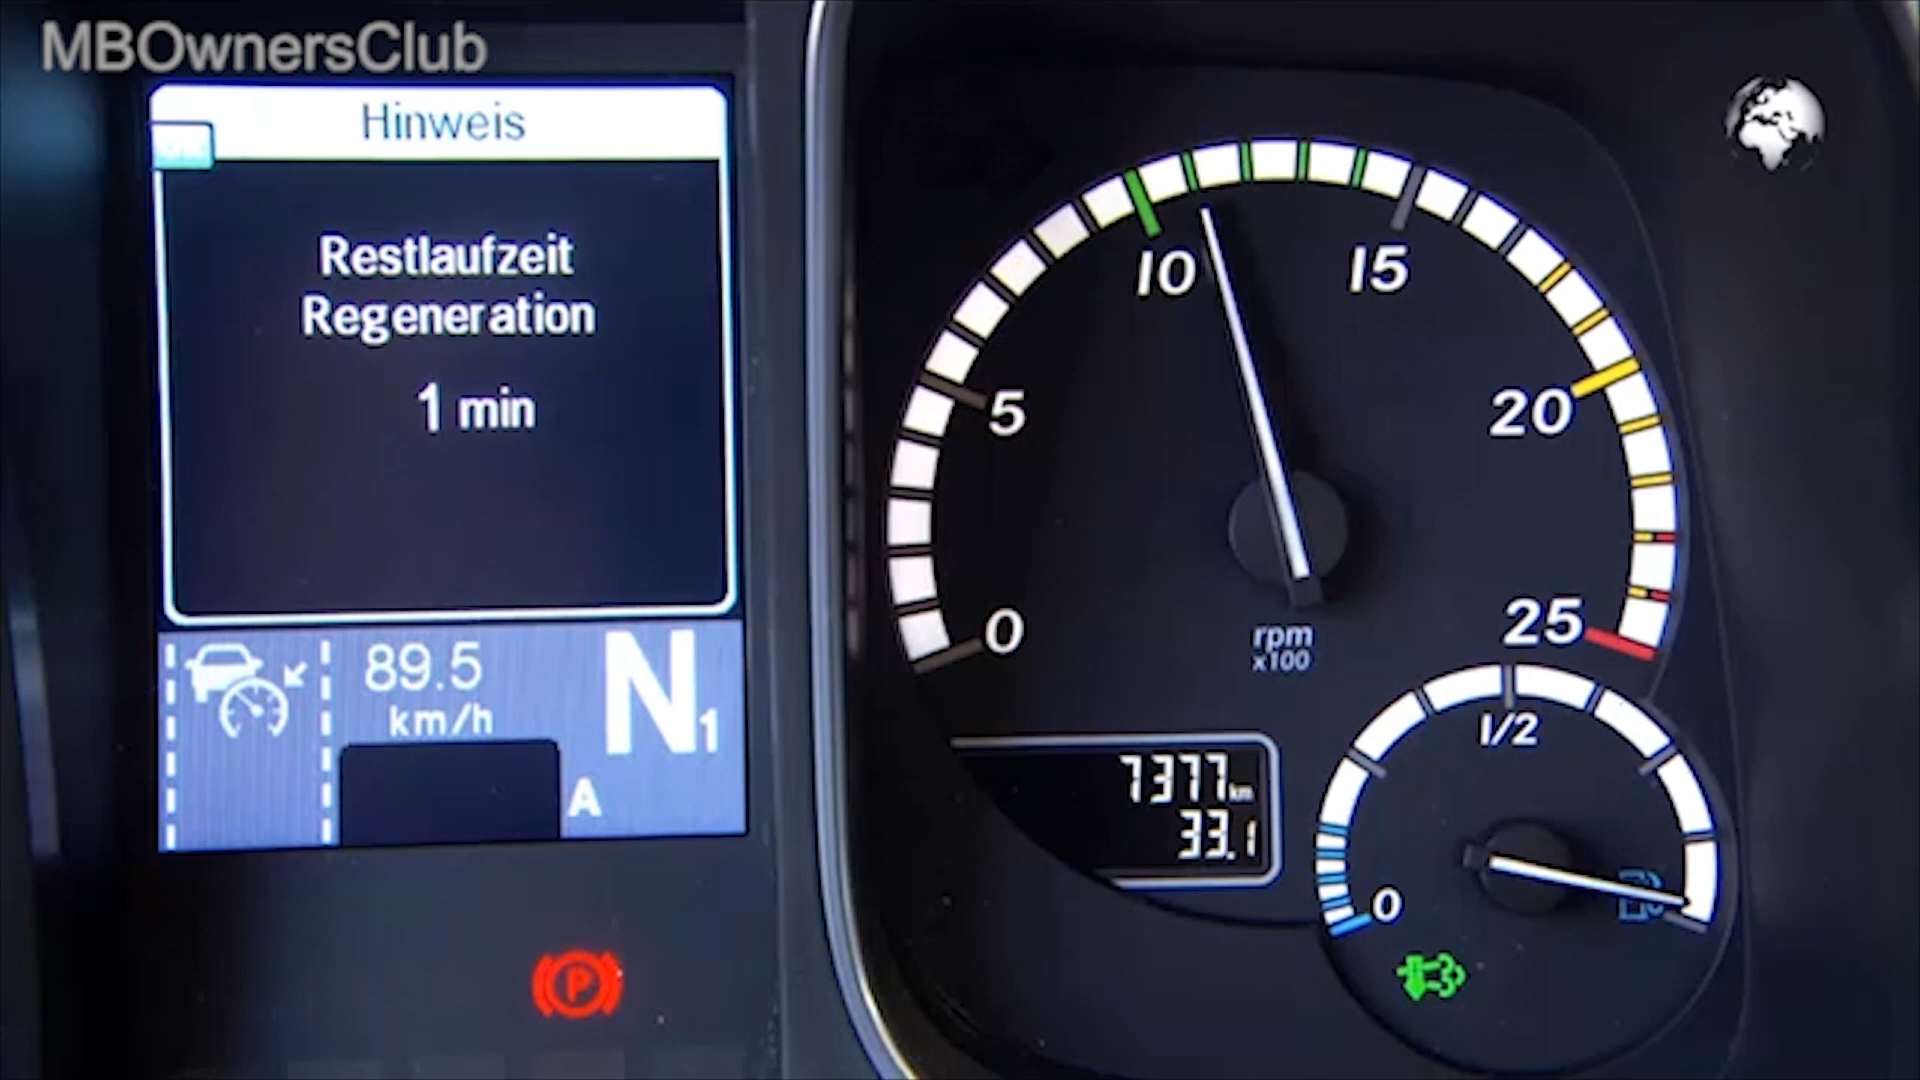 MBOwnersClub
Hinweis
Restlaufzeit
Regeneration
1 min
89.5
km/h
N1
A
P
0
5
10
15
20
25
rpm
x100
7377 km
33.1
0
1/2